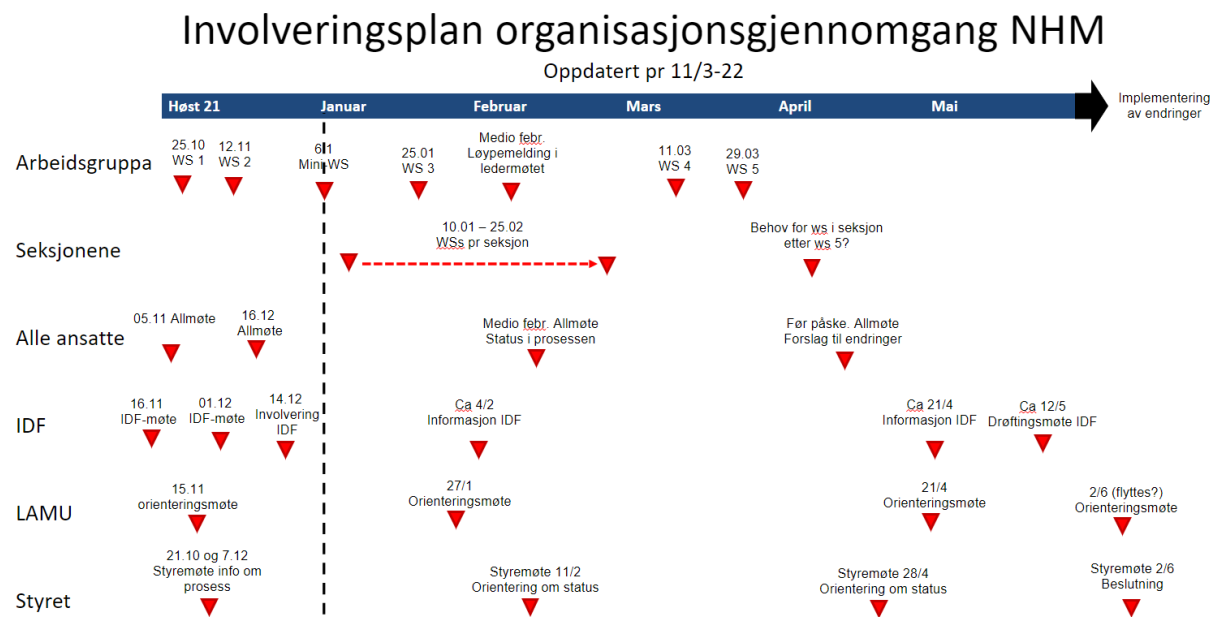 Involveringsplan organisasjonsgjennomgang NHM
Oppdatert pr 11/3-22
Høst 21
Januar
Februar
Mars
April
Mai
Implementering
av endringer
Arbeidsgruppa
25.10
WS 1
12.11
WS 2
6.1
Mini-WS
25.01
WS 3
Medio febr.
Løypemelding i
ledermøtet
11.03
WS 4
29.03
WS 5
Seksjonene
10.01 – 25.02
WSs pr seksjon
Behov for ws i seksjon
etter ws 5?
Alle ansatte
05.11 Allmøte
16.12
Allmøte
Medio febr. Allmøte
Status i prosessen
Før påske. Allmøte
Forslag til endringer
IDF
16.11
IDF-møte
01.12
IDF-møte
14.12
Involvering
IDF
Ca 4/2
Informasjon IDF
Ca 21/4
Informasjon IDF
Ca 12/5
Drøftingsmøte IDF
LAMU
15.11
orienteringsmøte
27/1
Orienteringsmøte
21/4
Orienteringsmøte
2/6 (flyttes?)
Orienteringsmøte
Styret
21.10 og 7.12
Styremøte info om
prosess
Styremøte 11/2
Orientering om status
Styremøte 28/4
Orientering om status
Styremøte 2/6
Beslutning